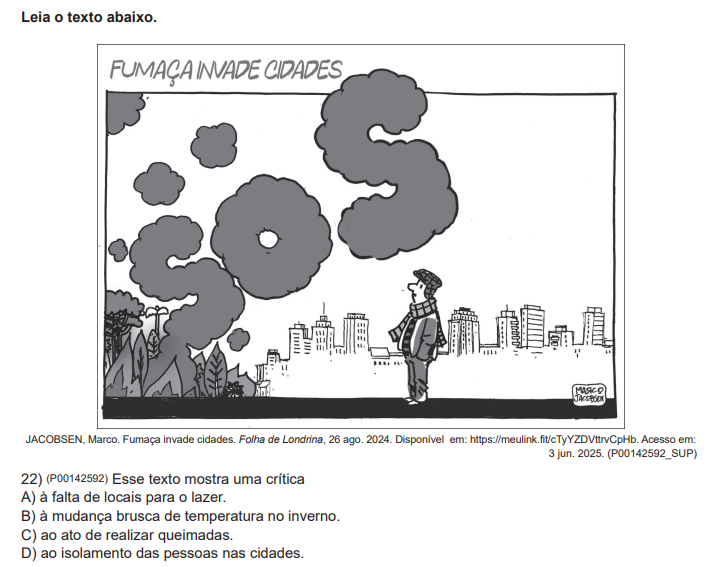 Leia o texto abaixo.
FUMAÇA INVADE CIDADES
SOS
MARCO
JACOBSEN
JACOBSEN, Marco. Fumaça invade cidades. Folha de Londrina, 26 ago. 2024. Disponível em: https://meulink.fit/cTyYZDVttrvCpHb. Acesso em:
3 jun. 2025. (P00142592_SUP)
22) (P00142592) Esse texto mostra uma crítica
A) à falta de locais para o lazer.
B) à mudança brusca de temperatura no inverno.
C) ao ato de realizar queimadas.
D) ao isolamento das pessoas nas cidades.